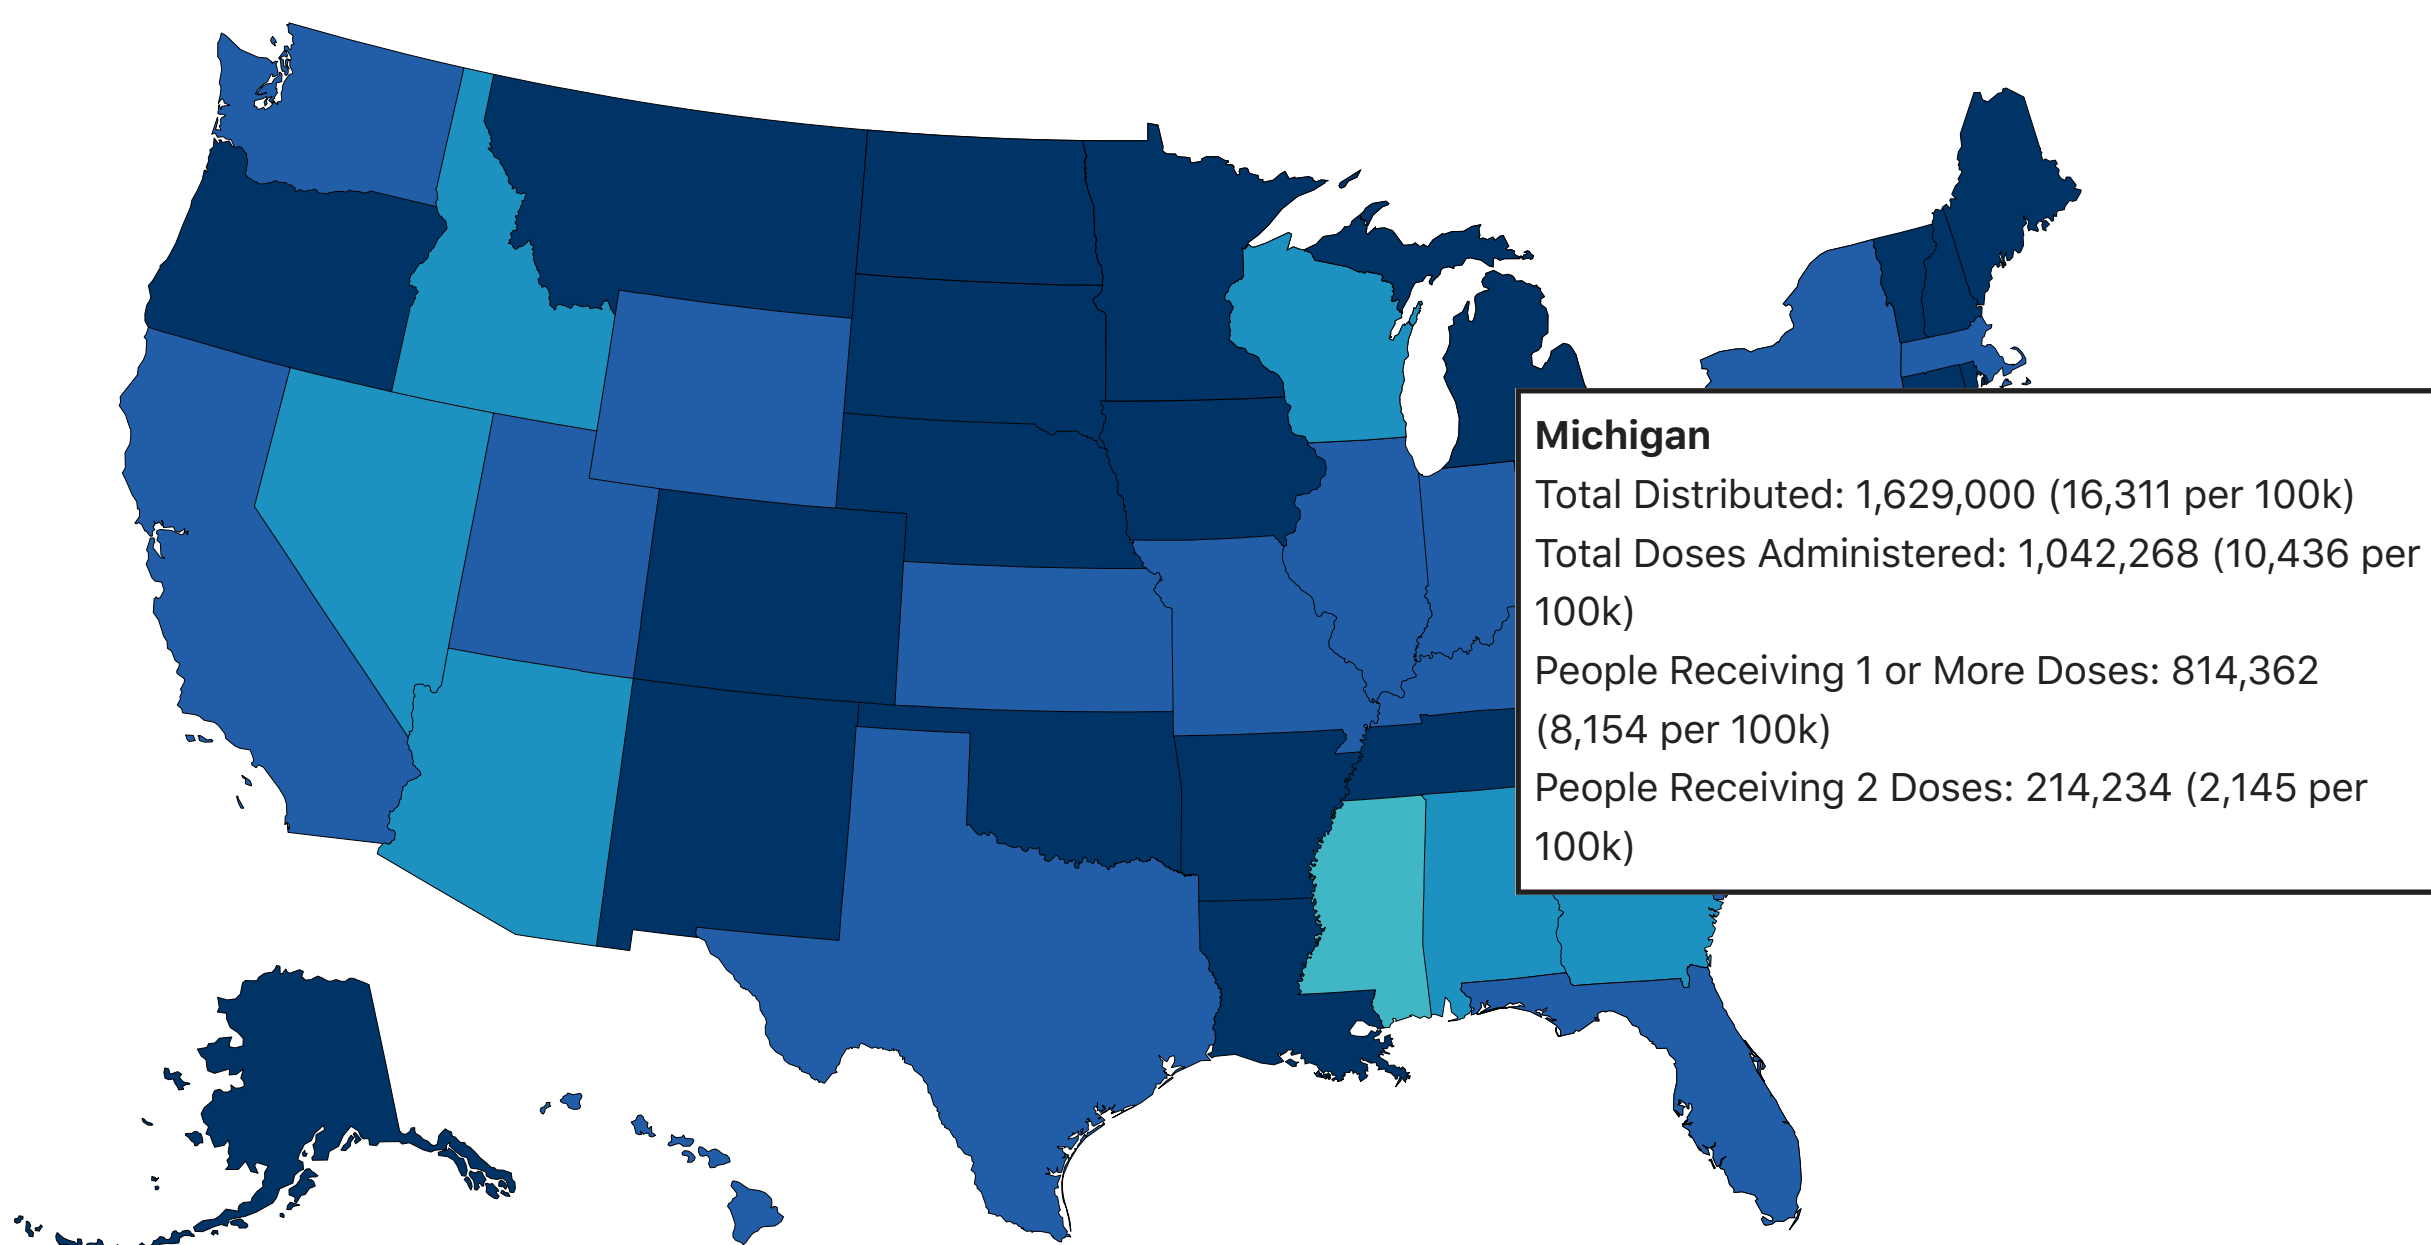 Michigan
Total Distributed: 1,629,000 (16,311 per 100k)
Total Doses Administered: 1,042,268 (10,436 per
100k)
People Receiving 1 or More Doses: 814,362
(8,154 per 100k)
People Receiving 2 Doses: 214,234 (2,145 per
100k)